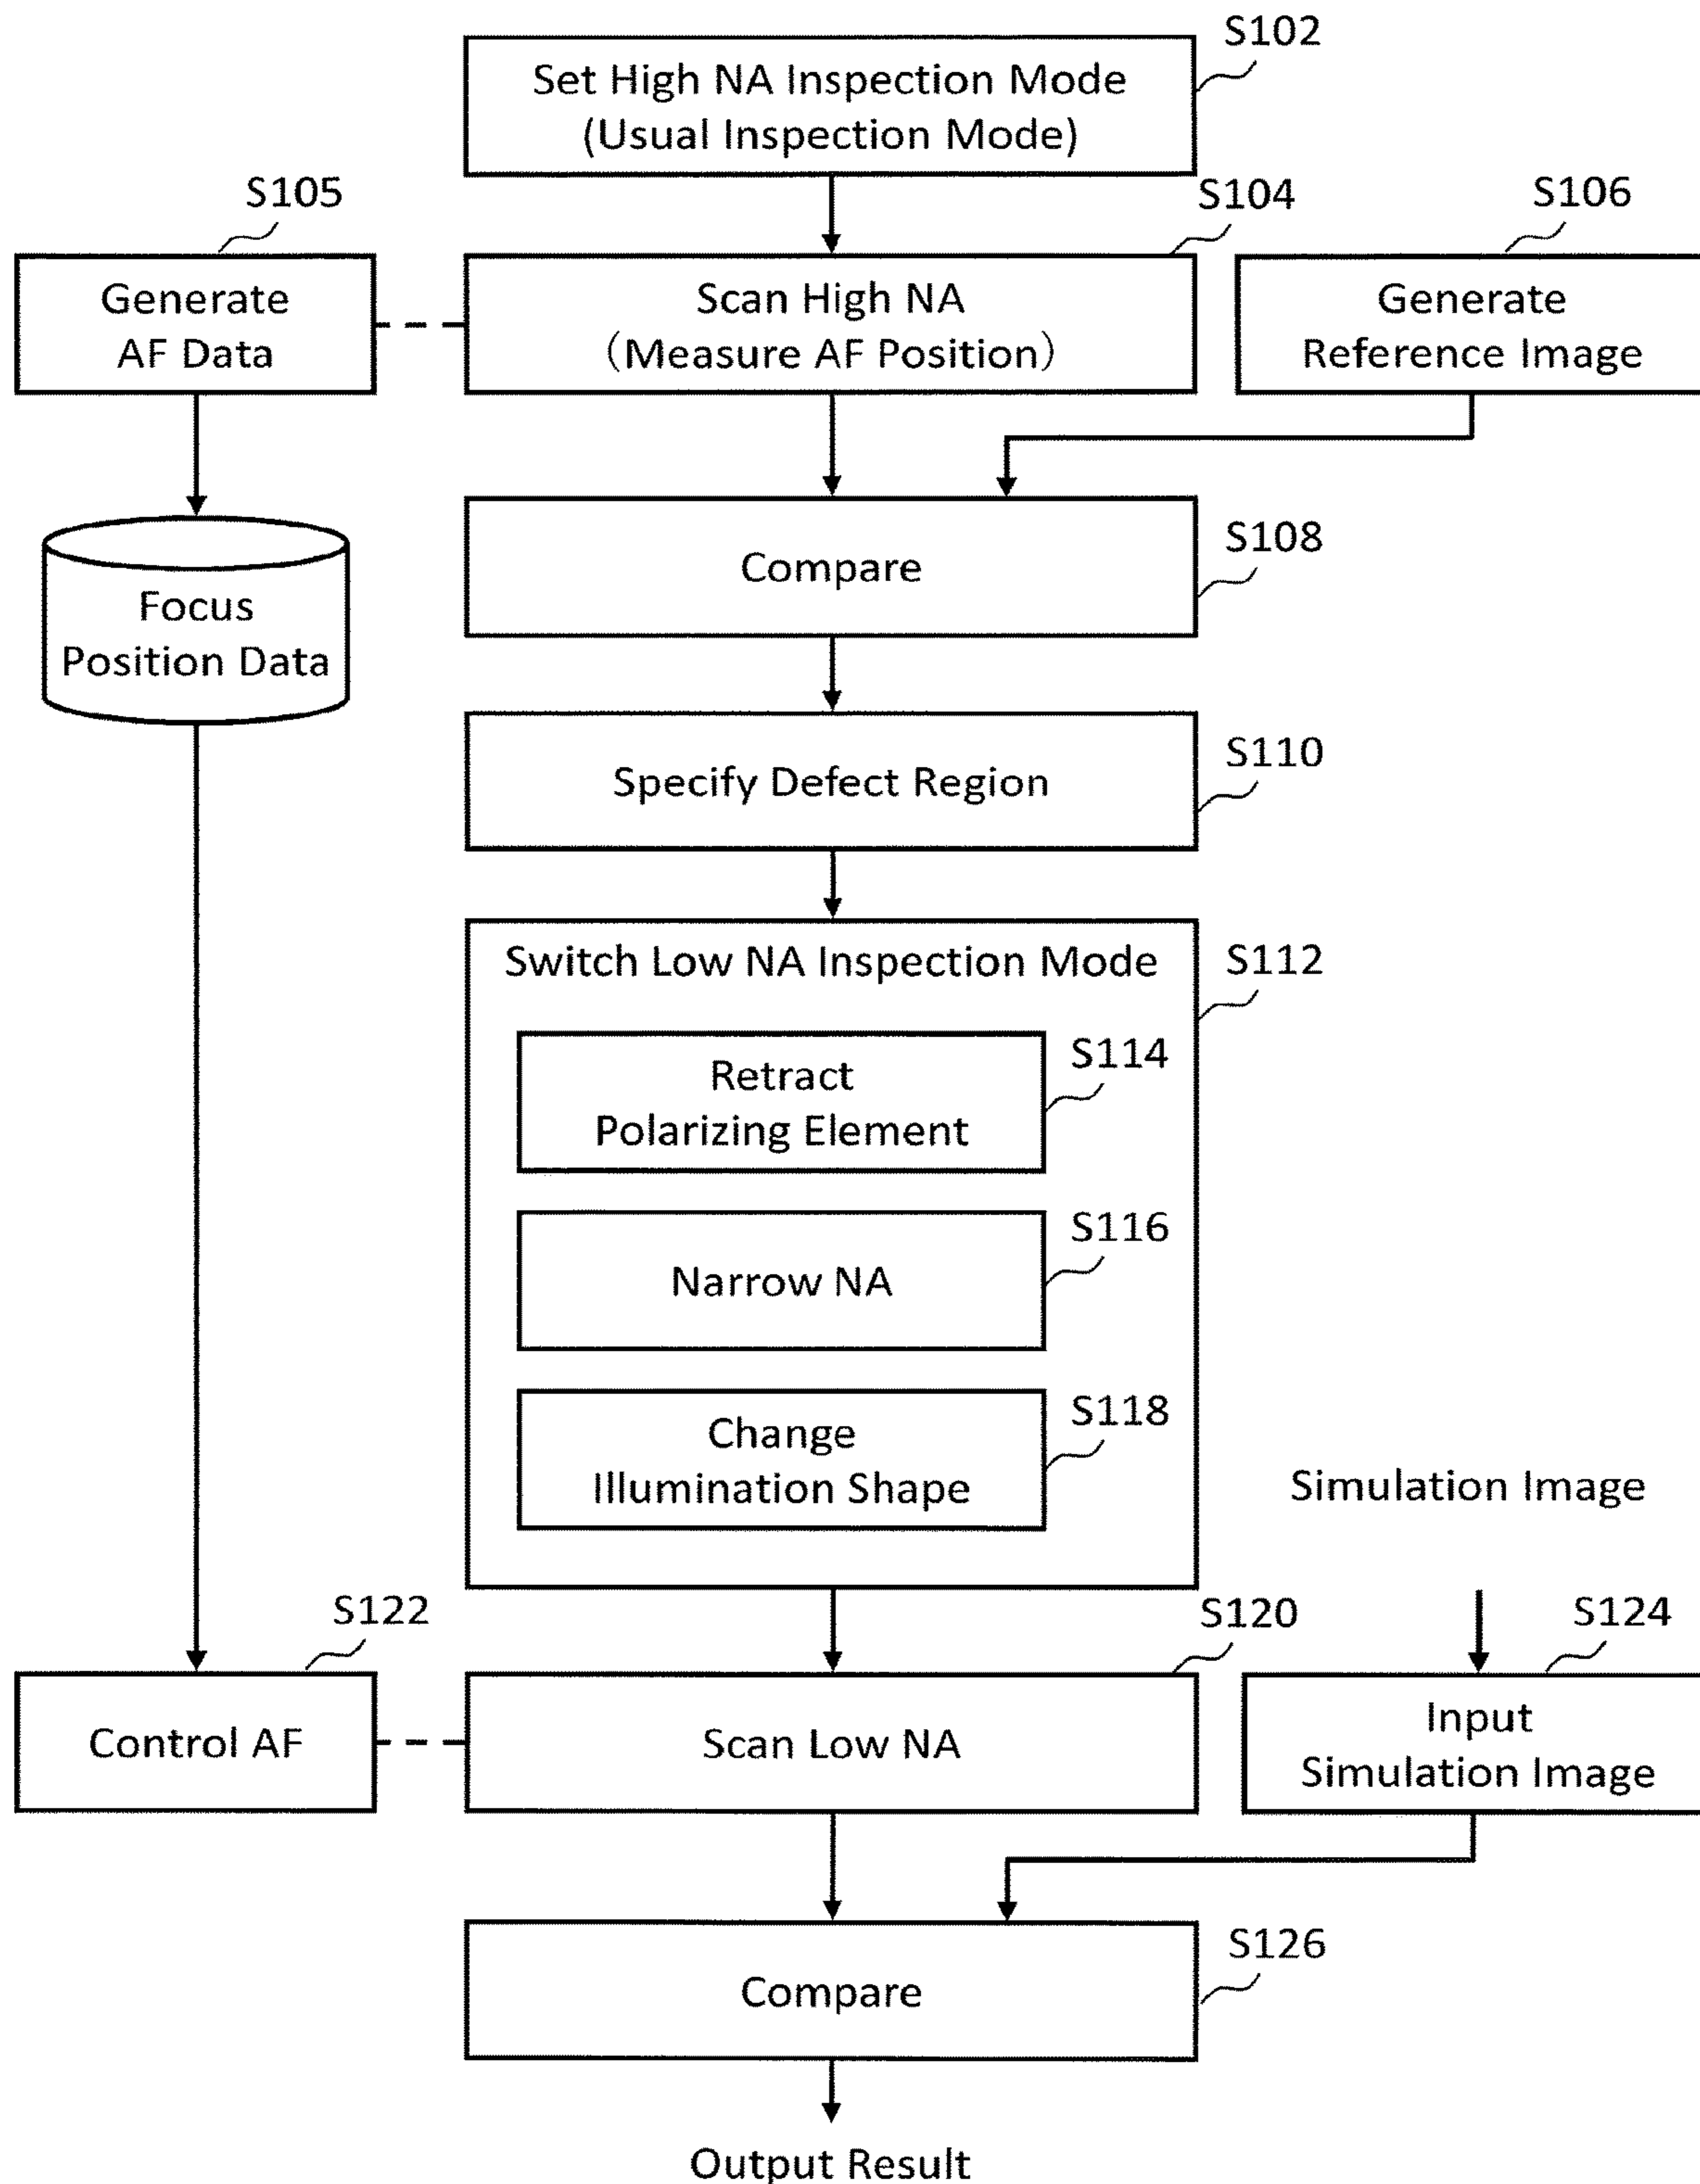 S102
Set High NA Inspection Mode
(Usual Inspection Mode)
S105
S104
S106
Generate
AF Data
Scan High NA
(Measure AF Position)
Generate
Reference Image
S108
Compare
Focus
Position Data
S110
Specify Defect Region
S112
Switch Low NA Inspection Mode
S114
Retract
Polarizing Element
S116
Narrow NA
S118
Change
Illumination Shape
Simulation Image
S122
S120
S124
Control AF
Scan Low NA
Input
Simulation Image
S126
Compare
Output Result